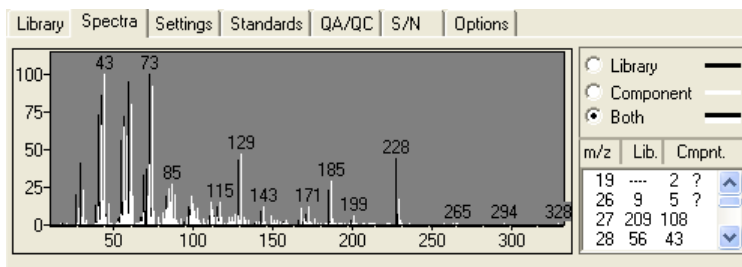 Library Spectra Settings Standards QA/QC S/N Options
100-
75-
50-
25-
0-
43 73 85 115 129 143 171 185 199 228 265 294 328
50 100 150 200 250 300
Library
Component
Both
m/z Lib. Cmpnt.
19 ---- 2 ?
26 9 5 ?
27 209 108
28 56 43